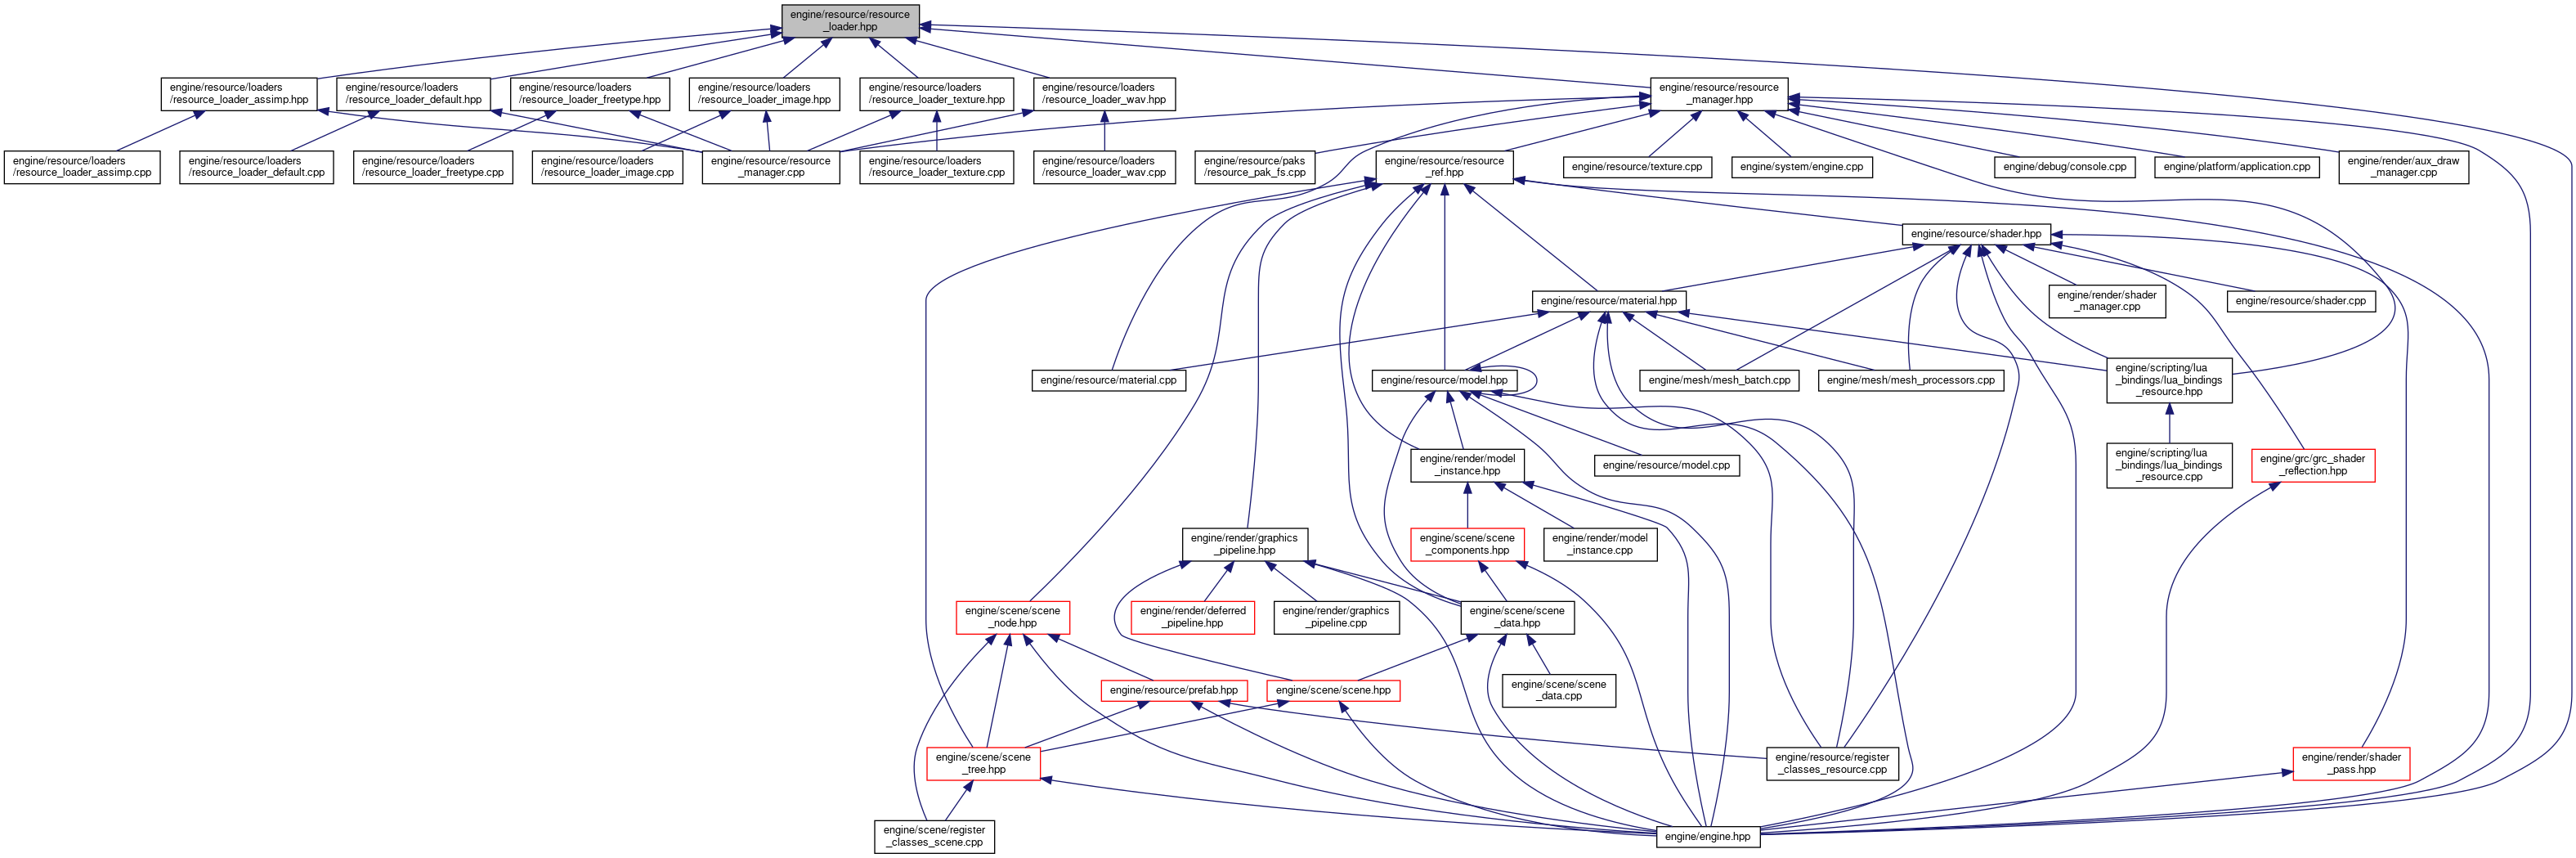 engine/resource/resource
_loader.hpp
engine/resource/loaders
/resource_loader_assimp.hpp
engine/resource/loaders
/resource_loader_default.hpp
engine/resource/loaders
/resource_loader_freetype.hpp
engine/resource/loaders
/resource_loader_image.hpp
engine/resource/loaders
/resource_loader_texture.hpp
engine/resource/loaders
/resource_loader_wav.hpp
engine/resource/resource
_manager.hpp
engine/resource/loaders
/resource_loader_assimp.cpp
engine/resource/loaders
/resource_loader_default.cpp
engine/resource/loaders
/resource_loader_freetype.cpp
engine/resource/loaders
/resource_loader_image.cpp
engine/resource/resource
_manager.cpp
engine/resource/loaders
/resource_loader_texture.cpp
engine/resource/loaders
/resource_loader_wav.cpp
engine/resource/paks
/resource_pak_fs.cpp
engine/resource/resource
_ref.hpp
engine/resource/texture.cpp
engine/system/engine.cpp
engine/debug/console.cpp
engine/platform/application.cpp
engine/render/aux_draw
_manager.cpp
engine/resource/shader.hpp
engine/resource/material.hpp
engine/render/shader
_manager.cpp
engine/resource/shader.cpp
engine/resource/material.cpp
engine/resource/model.hpp
engine/mesh/mesh_batch.cpp
engine/mesh/mesh_processors.cpp
engine/scripting/lua
_bindings/lua_bindings
_resource.hpp
engine/render/model
_instance.hpp
engine/resource/model.cpp
engine/scripting/lua
_bindings/lua_bindings
_resource.cpp
engine/grc/grc_shader
_reflection.hpp
engine/render/graphics
_pipeline.hpp
engine/scene/scene
_components.hpp
engine/render/model
_instance.cpp
engine/scene/scene
_node.hpp
engine/render/deferred
_pipeline.hpp
engine/render/graphics
_pipeline.cpp
engine/scene/scene
_data.hpp
engine/resource/prefab.hpp
engine/scene/scene.hpp
engine/scene/scene
_data.cpp
engine/scene/scene
_tree.hpp
engine/resource/register
_classes_resource.cpp
engine/render/shader
_pass.hpp
engine/scene/register
_classes_scene.cpp
engine/engine.hpp